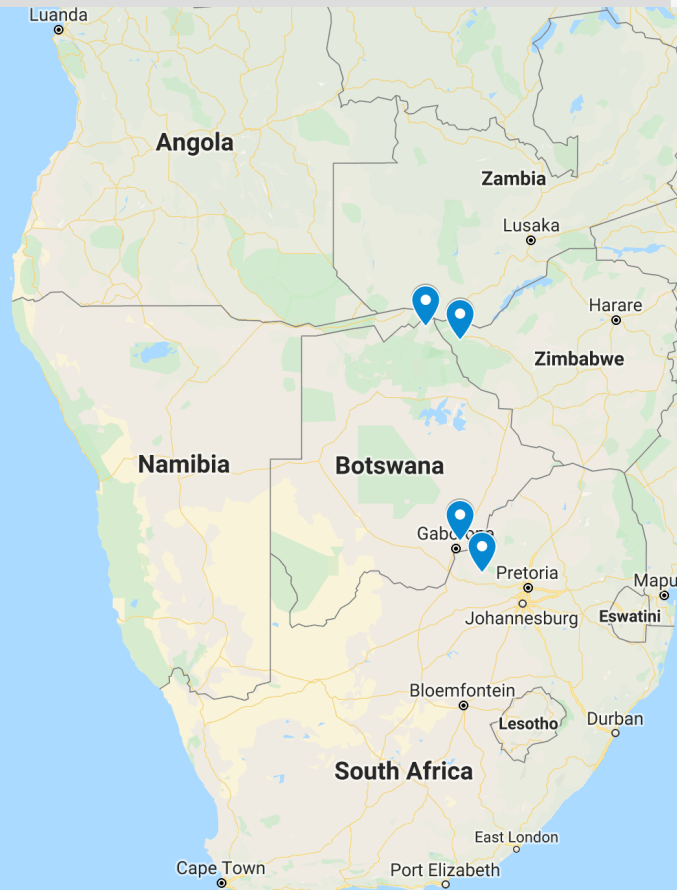 Luanda
Angola
Zambia
Lusaka
Harare
Zimbabwe
Namibia
Botswana
Pretoria
Mapu
Johannesburg
Eswatini
Bloemfontein
Lesotho
Durban
South Africa
East London
Cape Town
Port Elizabeth